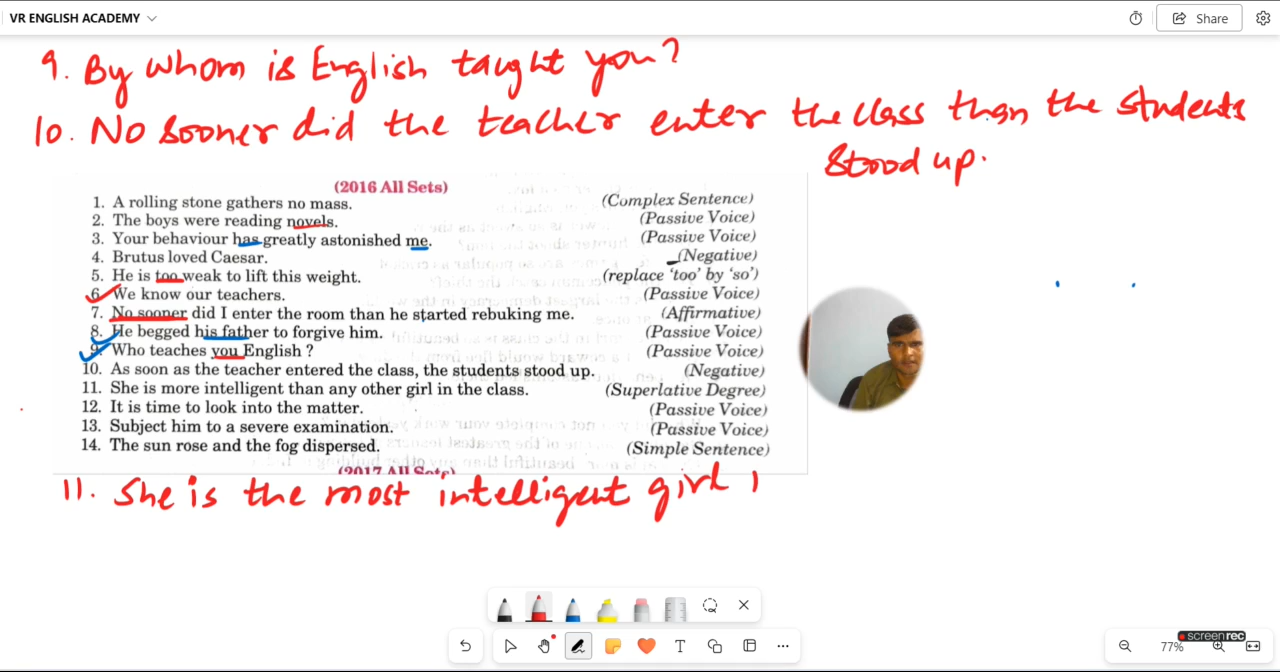 VR ENGLISH ACADEMY
Share
9. By whom is English taught you?
10. No sooner did the teacher enter the class than the students
stood up.
(2016 All Sets)
1. A rolling stone gathers no mass. (Complex Sentence)
2. The boys were reading novels. (Passive Voice)
3. Your behaviour has greatly astonished me. (Passive Voice)
4. Brutus loved Caesar. (Negative)
5. He is too weak to lift this weight. (replace 'too' by 'so')
6. We know our teachers. (Passive Voice)
7. No sooner did I enter the room than he started rebuking me. (Affirmative)
8. He begged his father to forgive him. (Passive Voice)
9. Who teaches you English ? (Passive Voice)
10. As soon as the teacher entered the class, the students stood up. (Negative)
11. She is more intelligent than any other girl in the class. (Superlative Degree)
12. It is time to look into the matter. (Passive Voice)
13. Subject him to a severe examination. (Passive Voice)
14. The sun rose and the fog dispersed. (Simple Sentence)
(2017 All Sets)
11. She is the most intelligent girl
77%
screenrec